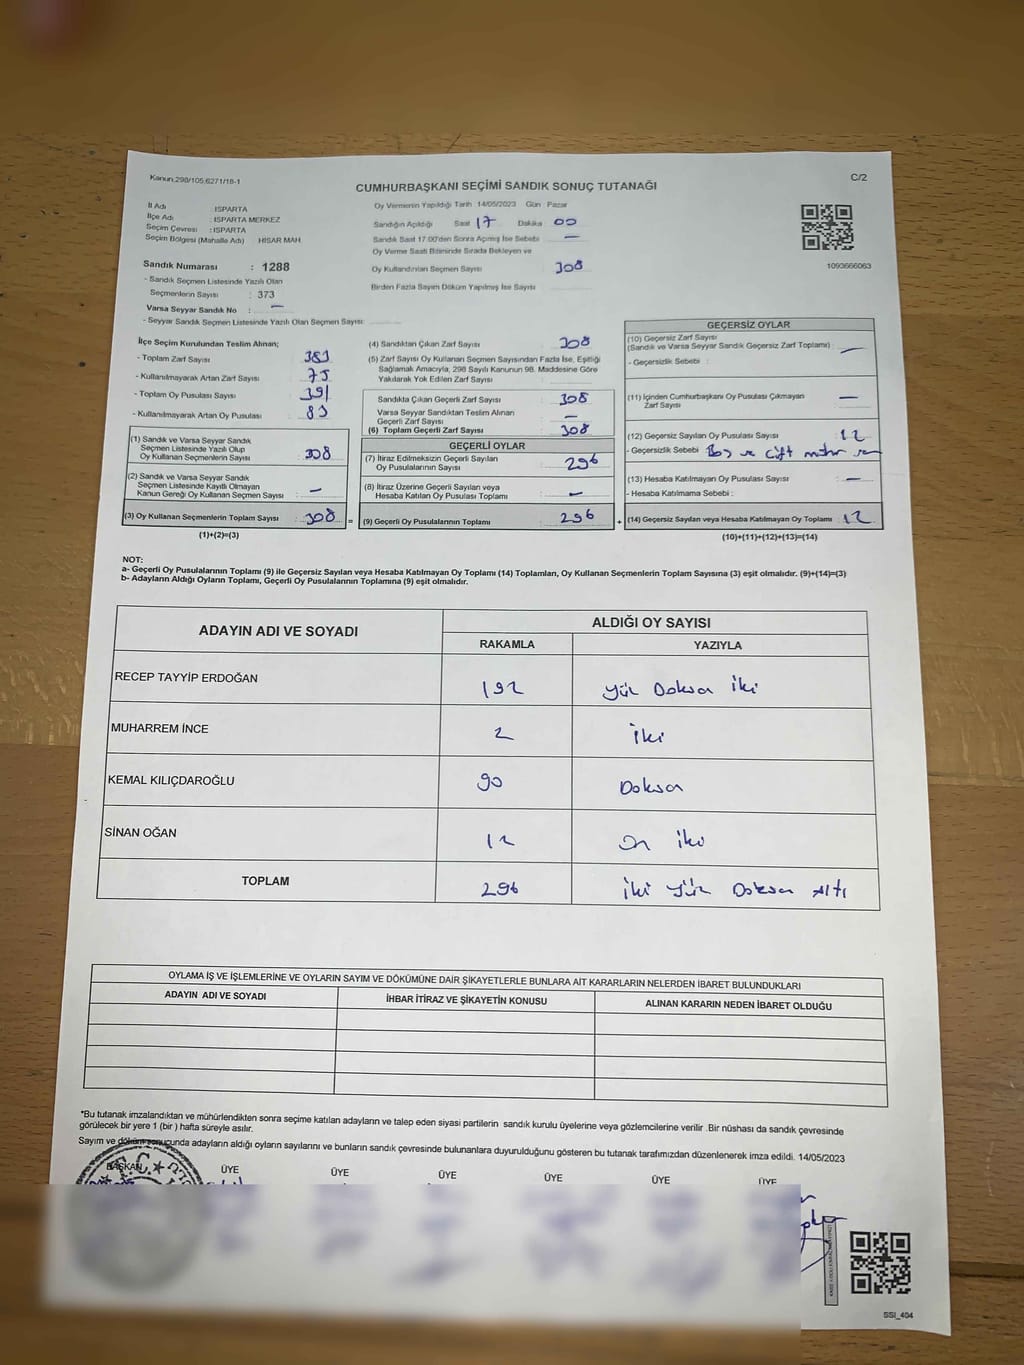 Kanun.298/105,6271/18-1
C/2
CUMHURBAŞKANI SEÇİMİ SANDIK SONUÇ TUTANAĞI
İl Adı : ISPARTA
İlçe Adı : ISPARTA MERKEZ
Seçim Çevresi : ISPARTA
Seçim Bölgesi (Mahalle Adı) HISAR MAH.
Sandık Numarası : 1288
- Sandık Seçmen Listesinde Yazılı Olan
Seçmenlerin Sayısı : 373
Varsa Seyyar Sandık No : —
- Seyyar Sandık Seçmen Listesinde Yazılı Olan Seçmen Sayısı:
Oy Vermenin Yapıldığı Tarih 14/05/2023 Gün : Pazar
Sandığın Açıldığı Saat 17 Dakika 00
Sandık Saat 17.00'den Sonra Açılmış İse Sebebi : —
Oy Verme Saati Bitiminde Sırada Bekleyen ve
Oy Kullandırılan Seçmen Sayısı 308
Birden Fazla Sayım Döküm Yapılmış İse Sayısı
1093666063
İlçe Seçim Kurulundan Teslim Alınan;
- Toplam Zarf Sayısı 383
- Kullanılmayarak Artan Zarf Sayısı : 75
- Toplam Oy Pusulası Sayısı : 391
- Kullanılmayarak Artan Oy Pusulası : 83
(1) Sandık ve Varsa Seyyar Sandık
Seçmen Listesinde Yazılı Olup
Oy Kullanan Seçmenlerin Sayısı : 308
(2) Sandık ve Varsa Seyyar Sandık
Seçmen Listesinde Kayıtlı Olmayan
Kanun Gereği Oy Kullanan Seçmen Sayısı : —
(3) Oy Kullanan Seçmenlerin Toplam Sayısı : 308
(1)+(2)=(3)
(4) Sandıktan Çıkan Zarf Sayısı : 308
(5) Zarf Sayısı Oy Kullanan Seçmen Sayısından Fazla İse, Eşitliği
Sağlamak Amacıyla, 298 Sayılı Kanunun 98. Maddesine Göre
Yakılarak Yok Edilen Zarf Sayısı
Sandıkta Çıkan Geçerli Zarf Sayısı : 308
Varsa Seyyar Sandıktan Teslim Alınan
Geçerli Zarf Sayısı : —
(6) Toplam Geçerli Zarf Sayısı : 308
GEÇERLİ OYLAR
(7) İtiraz Edilmeksizin Geçerli Sayılan
Oy Pusulalarının Sayısı : 296
(8) İtiraz Üzerine Geçerli Sayılan veya
Hesaba Katılan Oy Pusulası Toplamı : —
(9) Geçerli Oy Pusulalarının Toplamı : 296
GEÇERSİZ OYLAR
(10) Geçersiz Zarf Sayısı
(Sandık ve Varsa Seyyar Sandık Geçersiz Zarf Toplamı) : —
- Geçersizlik Sebebi :
(11) İçinden Cumhurbaşkanı Oy Pusulası Çıkmayan
Zarf Sayısı : —
(12) Geçersiz Sayılan Oy Pusulası Sayısı : 12
- Geçersizlik Sebebi : Boş ve Çift
(13) Hesaba Katılmayan Oy Pusulası Sayısı : —
- Hesaba Katılmama Sebebi :
(14) Geçersiz Sayılan veya Hesaba Katılmayan Oy Toplamı : 12
(10)+(11)+(12)+(13)=(14)
NOT:
a- Geçerli Oy Pusulalarının Toplamı (9) ile Geçersiz Sayılan veya Hesaba Katılmayan Oy Toplamı (14) Toplamları, Oy Kullanan Seçmenlerin Toplam Sayısına (3) eşit olmalıdır. (9)+(14)=(3)
b- Adayların Aldığı Oyların Toplamı, Geçerli Oy Pusulalarının Toplamına (9) eşit olmalıdır.
ADAYIN ADI VE SOYADI
ALDIĞI OY SAYISI
RAKAMLA YAZIYLA
RECEP TAYYİP ERDOĞAN 192 Yüz Doksan iki
MUHARREM İNCE 2 İki
KEMAL KILIÇDAROĞLU 90 Doksan
SİNAN OĞAN 12 On iki
TOPLAM 296 İki Yüz Doksan Altı
OYLAMA İŞ VE İŞLEMLERİNE VE OYLARIN SAYIM VE DÖKÜMÜNE DAİR ŞİKAYETLERLE BUNLARA AİT KARARLARIN NELERDEN İBARET BULUNDUKLARI
ADAYIN ADI VE SOYADI İHBAR İTİRAZ VE ŞİKAYETİN KONUSU ALINAN KARARIN NEDEN İBARET OLDUĞU
*Bu tutanak imzalandıktan ve mühürlendikten sonra seçime katılan adayların ve talep eden siyasi partilerin sandık kurulu üyelerine veya gözlemcilerine verilir .Bir nüshası da sandık çevresinde
görülecek bir yere 1 (bir ) hafta süreyle asılır.
Sayım ve döküm sonucunda adayların aldığı oyların sayılarını ve bunların sandık çevresinde bulunanlara duyurulduğunu gösteren bu tutanak tarafımızdan düzenlenerek imza edildi. 14/05/2023
BAŞKAN ÜYE ÜYE ÜYE ÜYE ÜYE ÜYE
T.C.
SSI_404